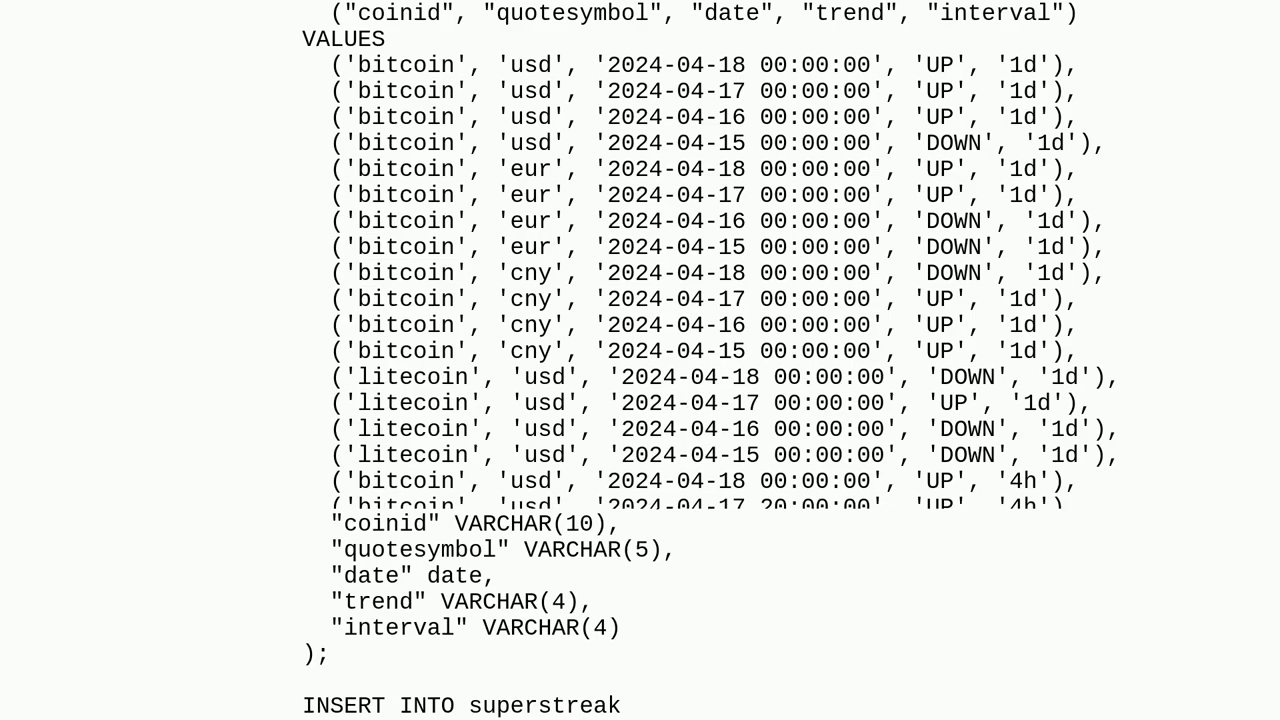 ("coinid", "quotesymbol", "date", "trend", "interval")
VALUES
('bitcoin', 'usd', '2024-04-18 00:00:00', 'UP', '1d'),
('bitcoin', 'usd', '2024-04-17 00:00:00', 'UP', '1d'),
('bitcoin', 'usd', '2024-04-16 00:00:00', 'UP', '1d'),
('bitcoin', 'usd', '2024-04-15 00:00:00', 'DOWN', '1d'),
('bitcoin', 'eur', '2024-04-18 00:00:00', 'UP', '1d'),
('bitcoin', 'eur', '2024-04-17 00:00:00', 'UP', '1d'),
('bitcoin', 'eur', '2024-04-16 00:00:00', 'DOWN', '1d'),
('bitcoin', 'eur', '2024-04-15 00:00:00', 'DOWN', '1d'),
('bitcoin', 'cny', '2024-04-18 00:00:00', 'DOWN', '1d'),
('bitcoin', 'cny', '2024-04-17 00:00:00', 'UP', '1d'),
('bitcoin', 'cny', '2024-04-16 00:00:00', 'UP', '1d'),
('bitcoin', 'cny', '2024-04-15 00:00:00', 'UP', '1d'),
('litecoin', 'usd', '2024-04-18 00:00:00', 'DOWN', '1d'),
('litecoin', 'usd', '2024-04-17 00:00:00', 'UP', '1d'),
('litecoin', 'usd', '2024-04-16 00:00:00', 'DOWN', '1d'),
('litecoin', 'usd', '2024-04-15 00:00:00', 'DOWN', '1d'),
('bitcoin', 'usd', '2024-04-18 00:00:00', 'UP', '4h'),
('bitcoin', 'usd', '2024-04-17 20:00:00', 'UP', '4h'),
"coinid" VARCHAR(10),
"quotesymbol" VARCHAR(5),
"date" date,
"trend" VARCHAR(4),
"interval" VARCHAR(4)
);
INSERT INTO superstreak